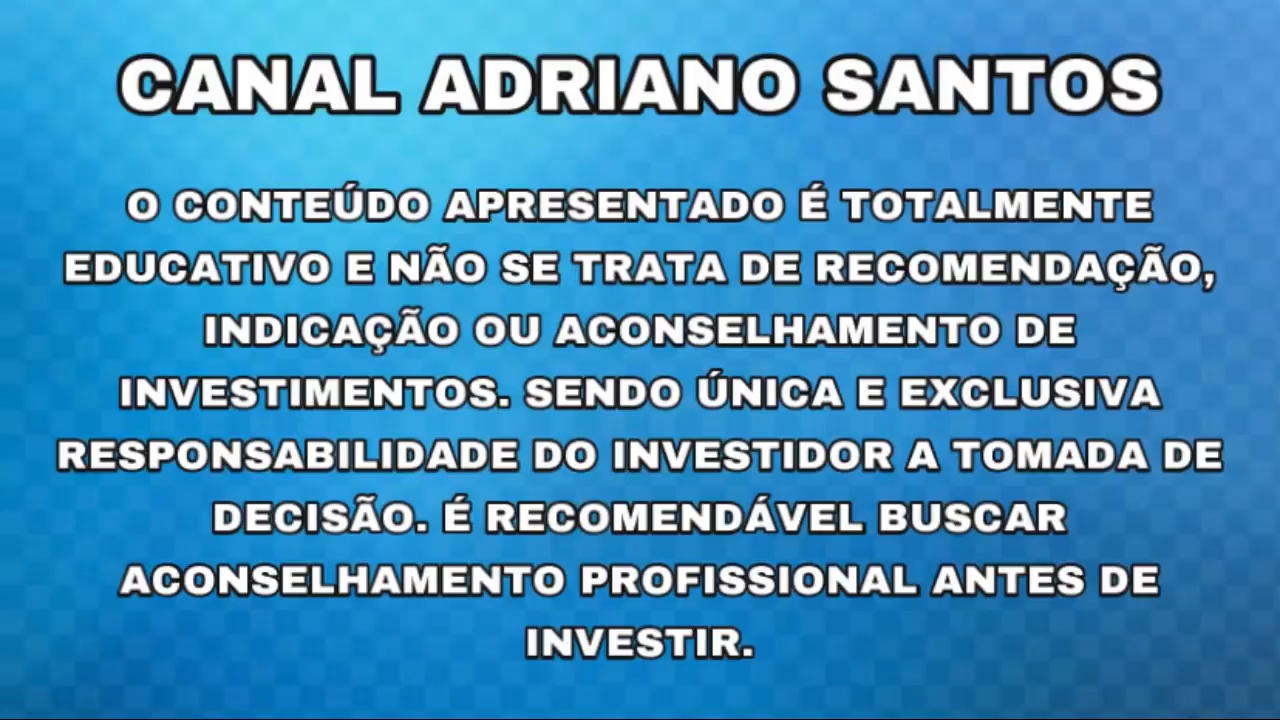 CANAL ADRIANO SANTOS
O CONTEÚDO APRESENTADO É TOTALMENTE
EDUCATIVO E NÃO SE TRATA DE RECOMENDAÇÃO,
INDICAÇÃO OU ACONSELHAMENTO DE
INVESTIMENTOS. SENDO ÚNICA E EXCLUSIVA
RESPONSABILIDADE DO INVESTIDOR A TOMADA DE
DECISÃO. É RECOMENDÁVEL BUSCAR
ACONSELHAMENTO PROFISSIONAL ANTES DE
INVESTIR.